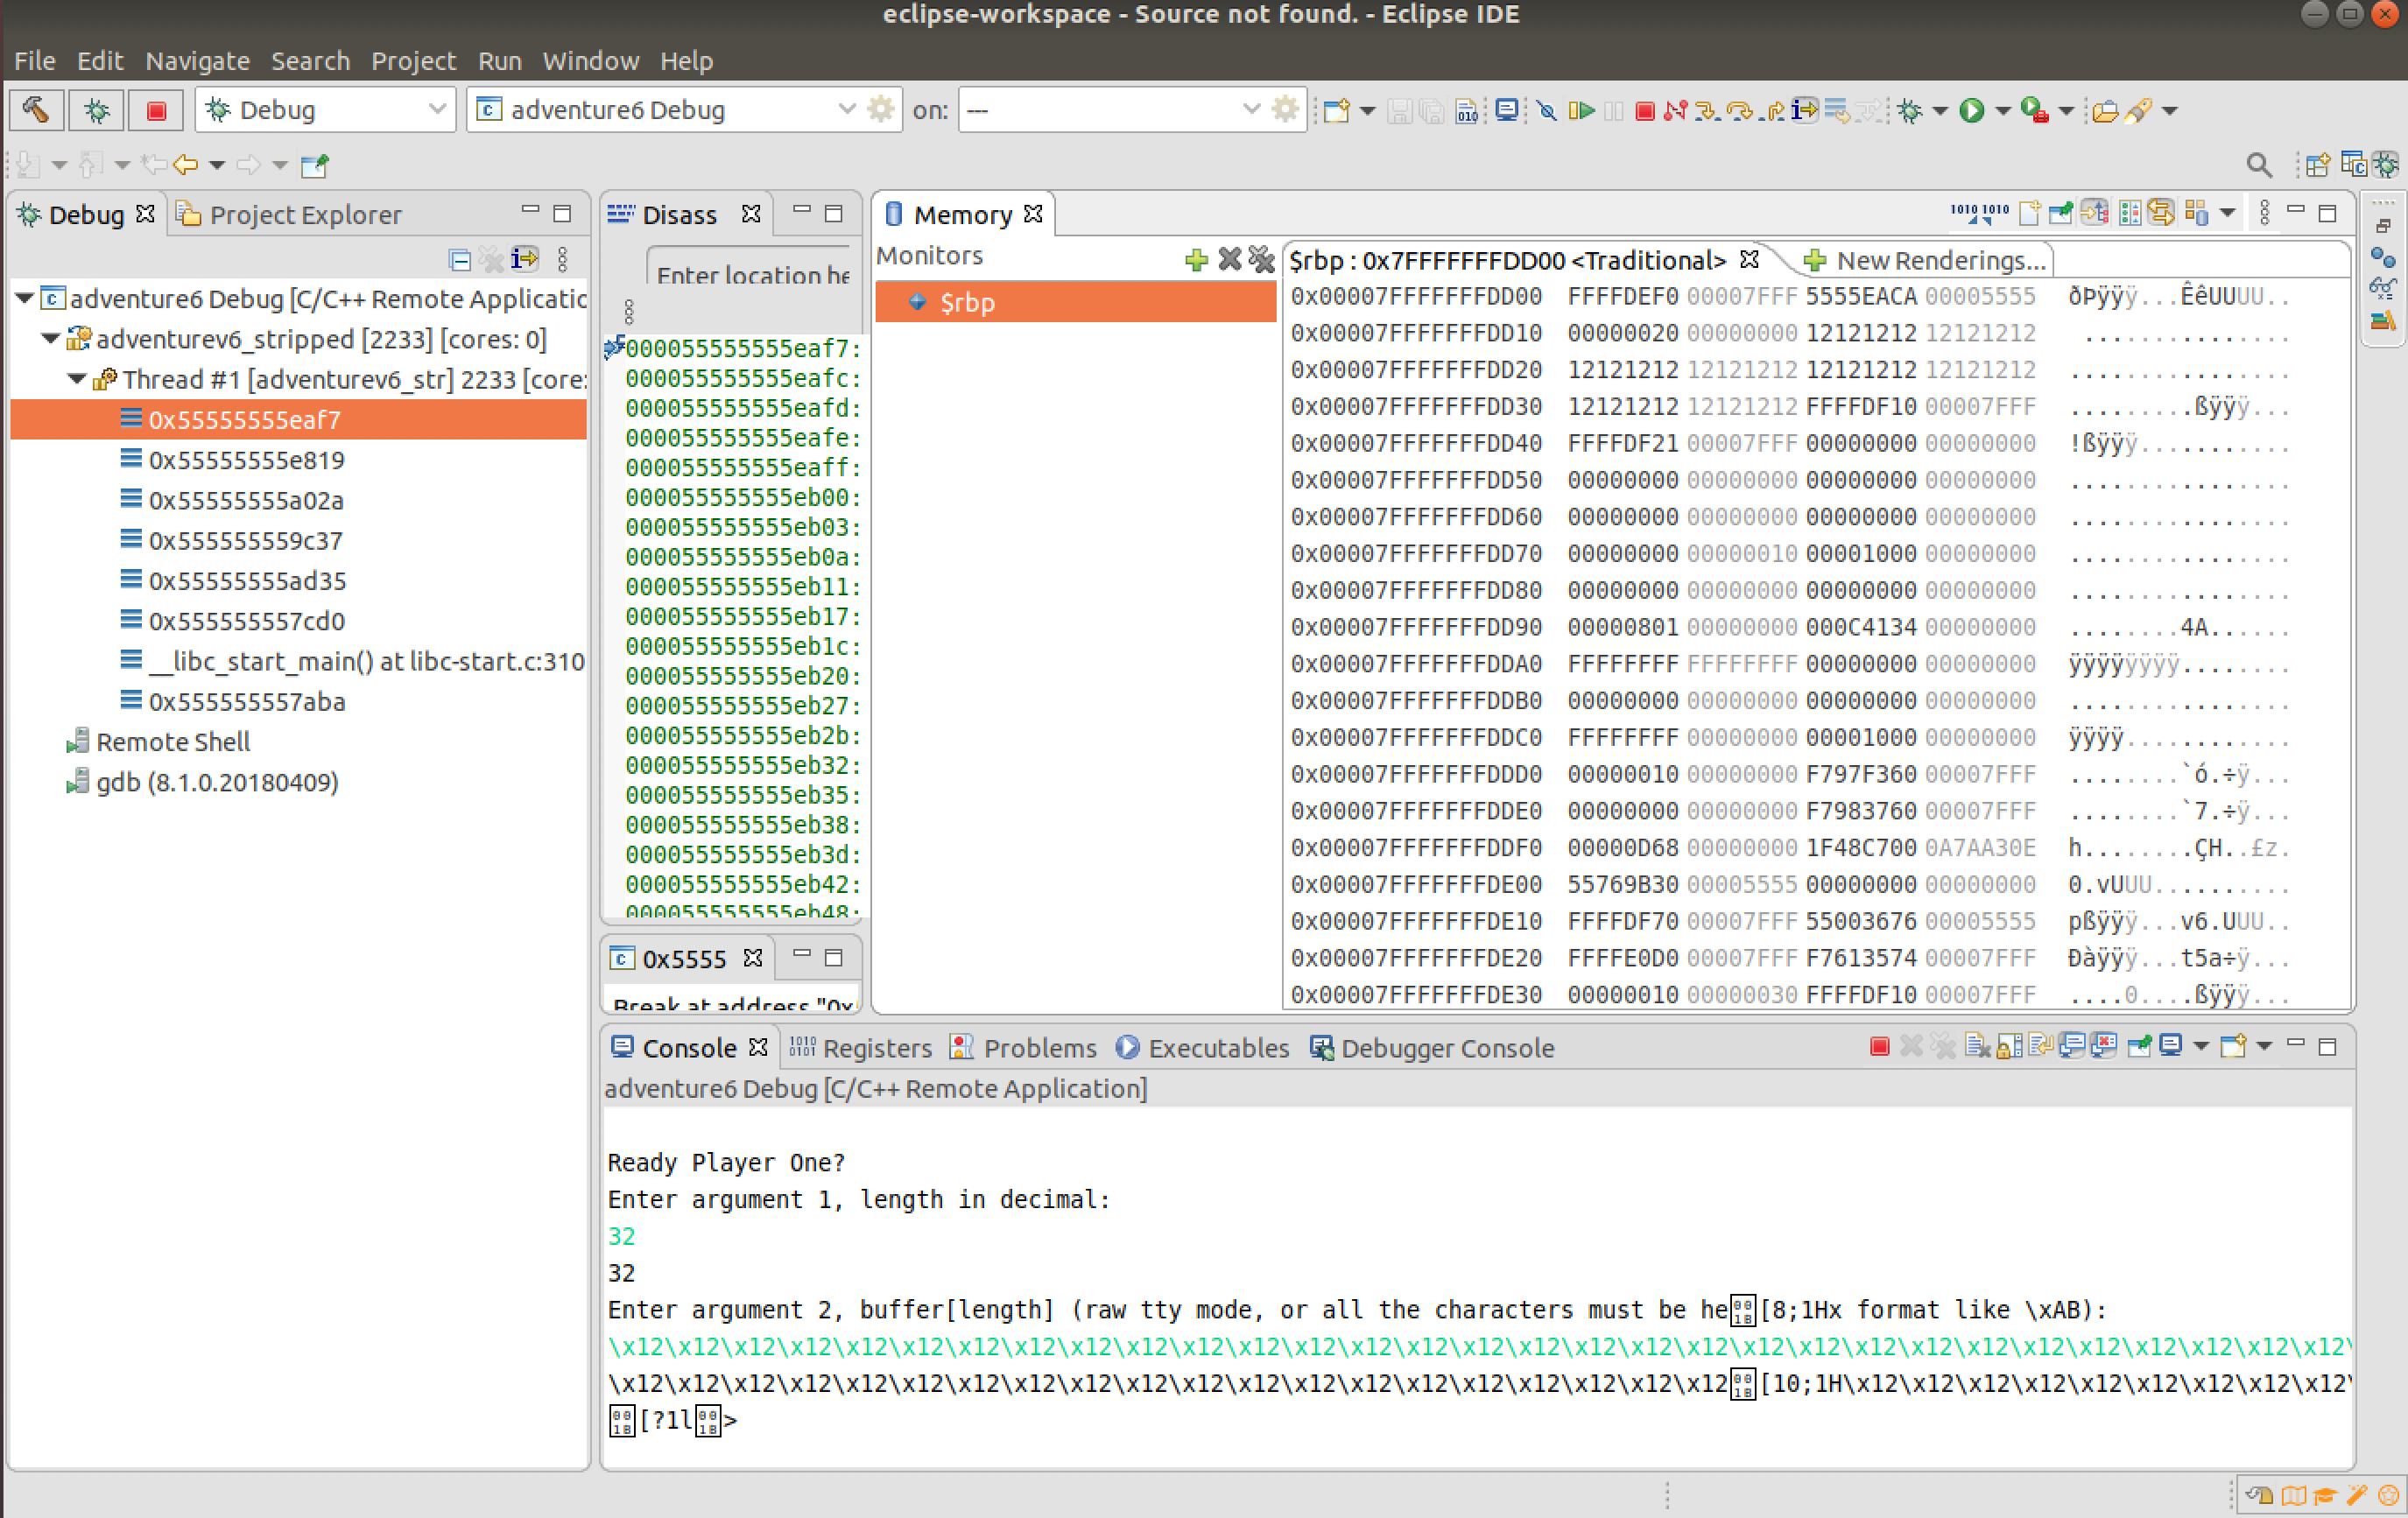 eclipse-workspace - Source not found. - Eclipse IDE
File Edit Navigate Search Project Run Window Help
Debug adventure6 Debug on: ---
Debug Project Explorer
adventure6 Debug [C/C++ Remote Applicatio
adventurev6_stripped [2233] [cores: 0]
Thread #1 [adventurev6_str] 2233 [core:
0x55555555eaf7
0x55555555e819
0x55555555a02a
0x555555559c37
0x55555555ad35
0x555555557cd0
__libc_start_main() at libc-start.c:310
0x555555557aba
Remote Shell
gdb (8.1.0.20180409)
Disass
Enter location he
000055555555eaf7:
000055555555eafc:
000055555555eafd:
000055555555eafe:
000055555555eaff:
000055555555eb00:
000055555555eb03:
000055555555eb0a:
000055555555eb11:
000055555555eb17:
000055555555eb1c:
000055555555eb20:
000055555555eb27:
000055555555eb2b:
000055555555eb32:
000055555555eb35:
000055555555eb38:
000055555555eb3d:
000055555555eb42:
000055555555eb48:
0x5555
Break at address "0x
Memory
Monitors
$rbp
$rbp : 0x7FFFFFFFDD00 <Traditional> New Renderings...
0x00007FFFFFFFDD00 FFFFDEF0 00007FFF 5555EACA 00005555 ðÞÿÿÿ...ÊêUUUU..
0x00007FFFFFFFDD10 00000020 00000000 12121212 12121212  ...............
0x00007FFFFFFFDD20 12121212 12121212 12121212 12121212 ................
0x00007FFFFFFFDD30 12121212 12121212 FFFFDF10 00007FFF .........ßÿÿÿ...
0x00007FFFFFFFDD40 FFFFDF21 00007FFF 00000000 00000000 !ßÿÿÿ...........
0x00007FFFFFFFDD50 00000000 00000000 00000000 00000000 ................
0x00007FFFFFFFDD60 00000000 00000000 00000000 00000000 ................
0x00007FFFFFFFDD70 00000000 00000010 00001000 00000000 ................
0x00007FFFFFFFDD80 00000000 00000000 00000000 00000000 ................
0x00007FFFFFFFDD90 00000801 00000000 000C4134 00000000 ........4A......
0x00007FFFFFFFDDA0 FFFFFFFF FFFFFFFF 00000000 00000000 ÿÿÿÿÿÿÿÿ........
0x00007FFFFFFFDDB0 00000000 00000000 00000000 00000000 ................
0x00007FFFFFFFDDC0 FFFFFFFF 00000000 00001000 00000000 ÿÿÿÿ............
0x00007FFFFFFFDDD0 00000010 00000000 F797F360 00007FFF ........`ó.÷ÿ...
0x00007FFFFFFFDDE0 00000000 00000000 F7983760 00007FFF ........`7.÷ÿ...
0x00007FFFFFFFDDF0 00000D68 00000000 1F48C700 0A7AA30E h........ÇH..£z.
0x00007FFFFFFFDE00 55769B30 00005555 00000000 00000000 0.vUUU..........
0x00007FFFFFFFDE10 FFFFDF70 00007FFF 55003676 00005555 pßÿÿÿ...v6.UUU..
0x00007FFFFFFFDE20 FFFFE0D0 00007FFF F7613574 00007FFF Ðàÿÿÿ...t5a÷ÿ...
0x00007FFFFFFFDE30 00000010 00000030 FFFFDF10 00007FFF ....0....ßÿÿÿ...
Console Registers Problems Executables Debugger Console
adventure6 Debug [C/C++ Remote Application]
Ready Player One?
Enter argument 1, length in decimal:
32
32
Enter argument 2, buffer[length] (raw tty mode, or all the characters must be he[8;1Hx format like \xAB):
\x12\x12\x12\x12\x12\x12\x12\x12\x12\x12\x12\x12\x12\x12\x12\x12\x12\x12\x12\x12\x12\x12\x12\x12\x12\x12\x12\x12\x12\x12\x12\
\x12\x12\x12\x12\x12\x12\x12\x12\x12\x12\x12\x12\x12\x12\x12\x12\x12\x12\x12\x12[10;1H\x12\x12\x12\x12\x12\x12\x12\x12\x12\
[?1l>